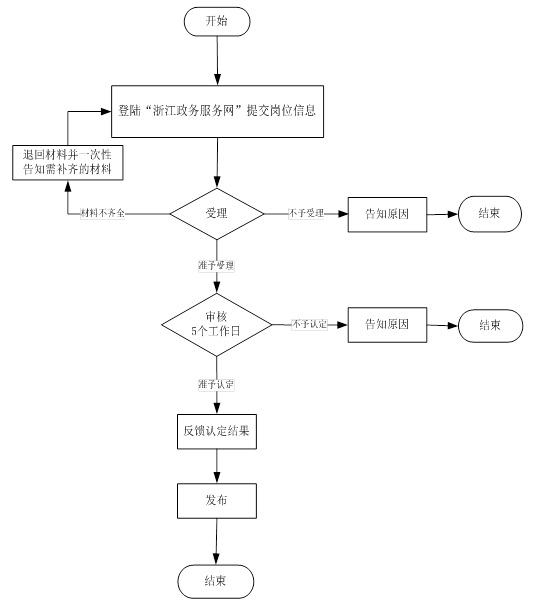 开始
登陆“浙江政务服务网”提交岗位信息
退回材料并一次性
告知需补齐的材料
材料不齐全
受理
不予受理
告知原因
结束
准予受理
审核
5个工作日
不予认定
告知原因
结束
准予认定
反馈认定结果
发布
结束